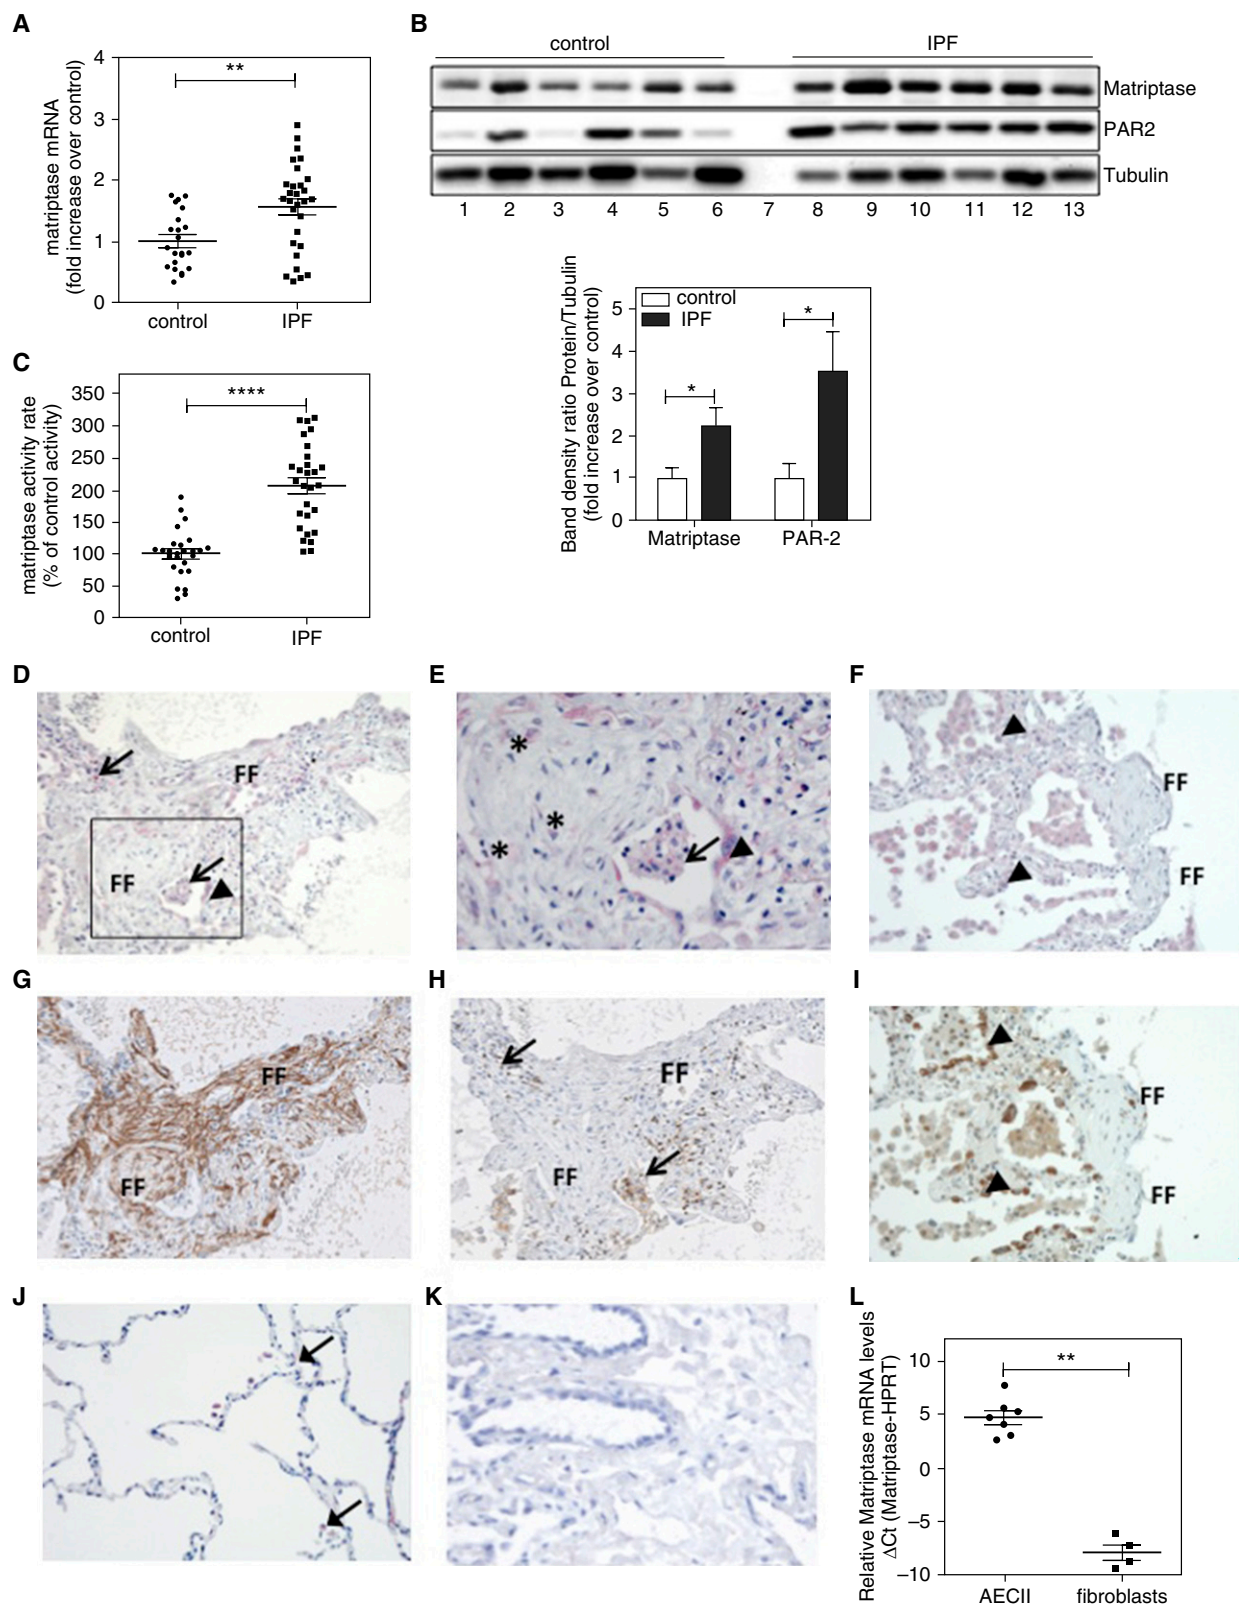 A
matriptase mRNA
(fold increase over control)
4
3
2
1
0
**
control
IPF
B
control
IPF
Matriptase
PAR2
Tubulin
1 2 3 4 5 6 7 8 9 10 11 12 13
Band density ratio Protein/Tubulin
(fold increase over control)
5
4
3
2
1
0
control
IPF
*
*
Matriptase
PAR-2
C
matriptase activity rate
(% of control activity)
350
300
250
200
150
100
50
0
****
control
IPF
D
FF
FF
E
*
*
*
F
FF
FF
G
FF
FF
H
FF
FF
I
FF
FF
J
K
L
Relative Matriptase mRNA levels
ΔCt (Matriptase-HPRT)
10
5
0
−5
−10
**
AECII
fibroblasts